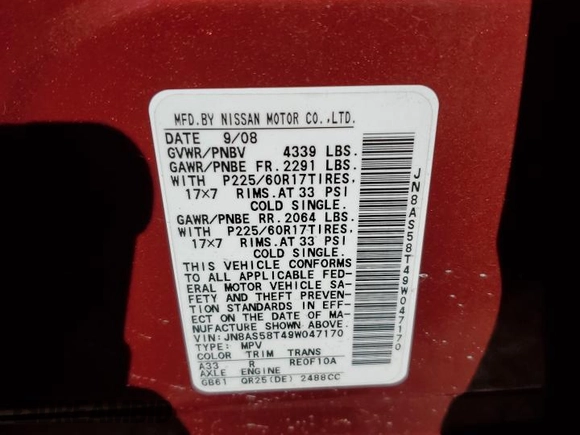 MFD.BY NISSAN MOTOR CO.,LTD.
DATE 9/08
GVWR/PNBV 4339 LBS.
GAWR/PNBE FR.2291 LBS.
WITH P225/60R17TIRES,
17×7 RIMS.AT 33 PSI
COLD SINGLE.
GAWR/PNBE RR.2064 LBS.
WITH P225/60R17TIRES,
17×7 RIMS.AT 33 PSI
COLD SINGLE.
THIS VEHICLE CONFORMS
TO ALL APPLICABLE FED-
ERAL MOTOR VEHICLE SA-
FETY AND THEFT PREVEN-
TION STANDARDS IN EFF-
ECT ON THE DATE OF MA-
NUFACTURE SHOWN ABOVE.
VIN:JN8AS58T49W047170
TYPE: MPV
COLOR TRIM TRANS
A33 R RE0F10A
AXLE ENGINE
GB61 QR25(DE) 2488CC
JN8AS58T49W047170